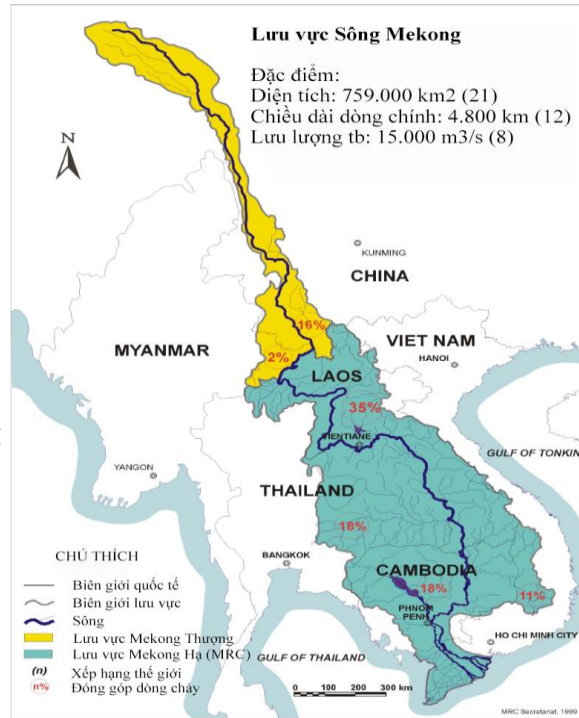 Lưu vực Sông Mekong
Đặc điểm:
Diện tích: 759.000 km2 (21)
Chiều dài dòng chính: 4.800 km (12)
Lưu lượng tb: 15.000 m3/s (8)
N
KUNMING
CHINA
16%
MYANMAR
VIET NAM
2%
HANOI
LAOS
35%
VIENTIANE
GULF OF TONKIN
YANGON
THAILAND
18%
BANGKOK
CAMBODIA
18%
11%
PHNOM
PENH
HO CHI MINH CITY
GULF OF THAILAND
CHÚ THÍCH
Biên giới quốc tế
Biên giới lưu vực
Sông
Lưu vực Mekong Thượng
Lưu vực Mekong Hạ (MRC)
(n) Xếp hạng thế giới
n% Đóng góp dòng chảy
0 100 200 300 km
MRC Secretariat, 1999